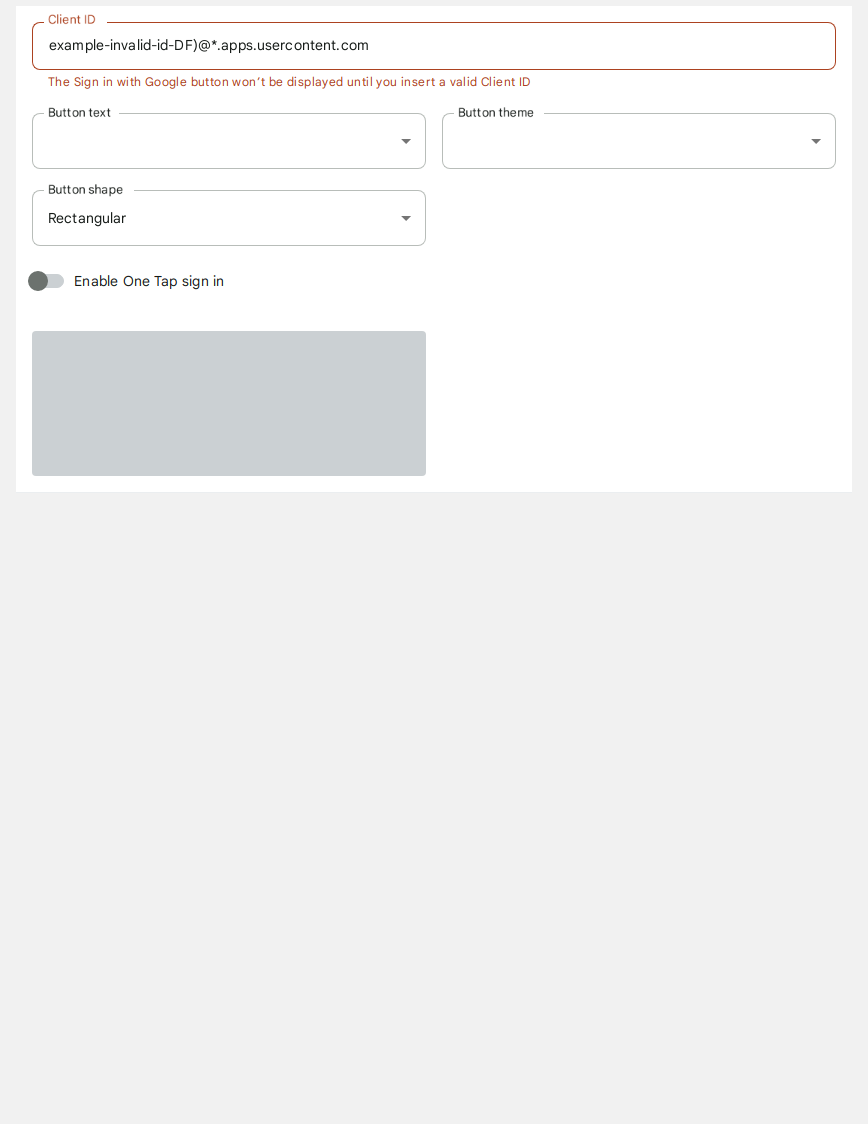 Client ID
example-invalid-id-DF)@*.apps.usercontent.com
The Sign in with Google button won’t be displayed until you insert a valid Client ID
Button text
Button theme
Button shape
Rectangular
Enable One Tap sign in